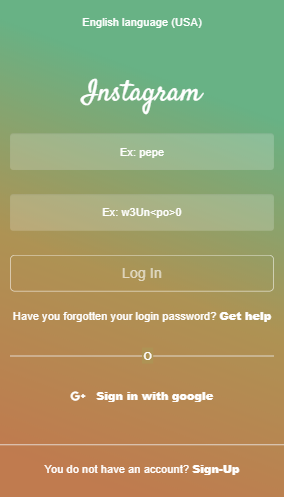 English language (USA)
Instagram
Ex: pepe
Ex: w3Un<po>0
Log In
Have you forgotten your login password? Get help
O
G+ Sign in with google
You do not have an account? Sign-Up